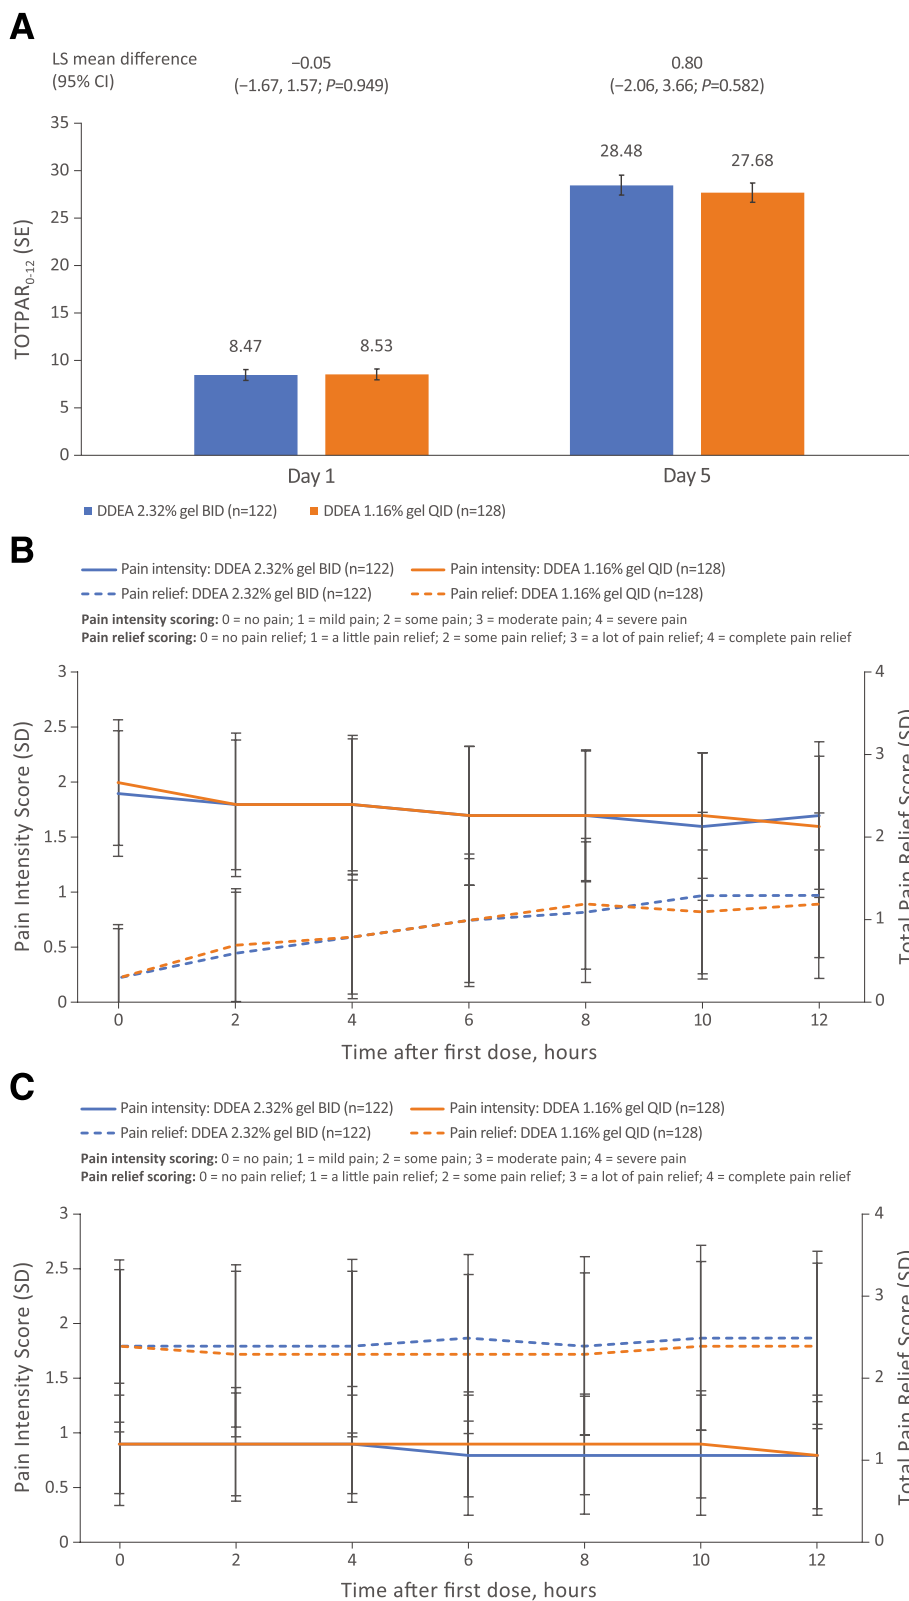 A
LS mean difference
(95% CI)
−0.05
(−1.67, 1.57; P=0.949)
0.80
(−2.06, 3.66; P=0.582)
TOTPAR0-12 (SE)
35
30
25
20
15
10
5
0
8.47
8.53
28.48
27.68
Day 1
Day 5
DDEA 2.32% gel BID (n=122)
DDEA 1.16% gel QID (n=128)
B
Pain intensity: DDEA 2.32% gel BID (n=122)
Pain intensity: DDEA 1.16% gel QID (n=128)
Pain relief: DDEA 2.32% gel BID (n=122)
Pain relief: DDEA 1.16% gel QID (n=128)
Pain intensity scoring: 0 = no pain; 1 = mild pain; 2 = some pain; 3 = moderate pain; 4 = severe pain
Pain relief scoring: 0 = no pain relief; 1 = a little pain relief; 2 = some pain relief; 3 = a lot of pain relief; 4 = complete pain relief
Pain Intensity Score (SD)
3
2.5
2
1.5
1
0.5
0
4
3
2
1
0
Total Pain Relief Score (SD)
0 2 4 6 8 10 12
Time after first dose, hours
C
Pain intensity: DDEA 2.32% gel BID (n=122)
Pain intensity: DDEA 1.16% gel QID (n=128)
Pain relief: DDEA 2.32% gel BID (n=122)
Pain relief: DDEA 1.16% gel QID (n=128)
Pain intensity scoring: 0 = no pain; 1 = mild pain; 2 = some pain; 3 = moderate pain; 4 = severe pain
Pain relief scoring: 0 = no pain relief; 1 = a little pain relief; 2 = some pain relief; 3 = a lot of pain relief; 4 = complete pain relief
Pain Intensity Score (SD)
3
2.5
2
1.5
1
0.5
0
4
3
2
1
0
Total Pain Relief Score (SD)
0 2 4 6 8 10 12
Time after first dose, hours